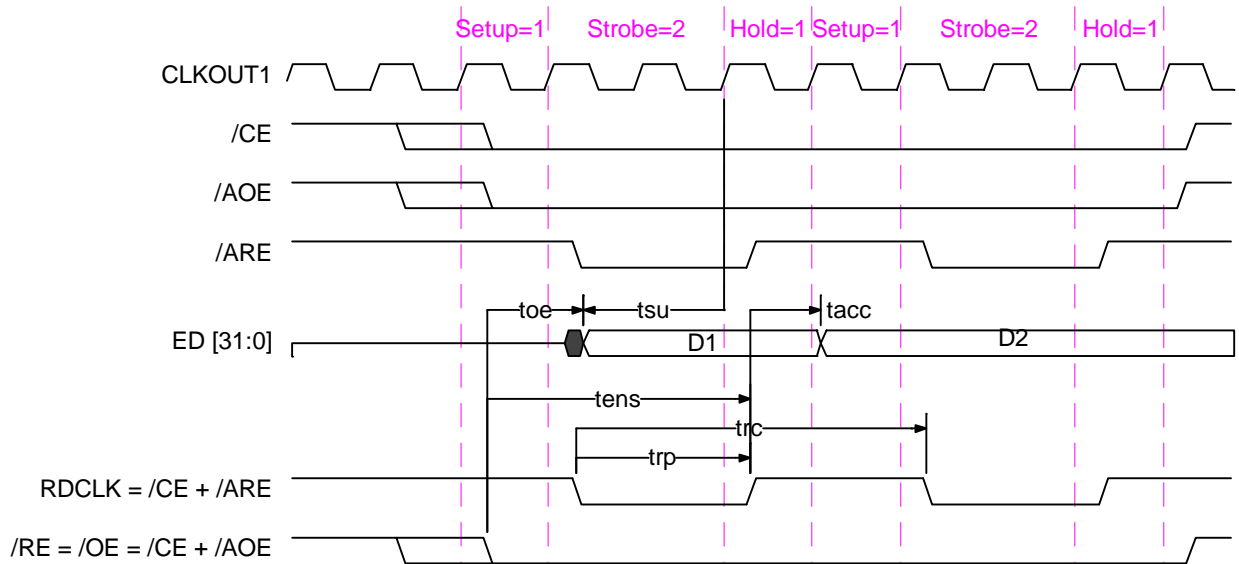 Setup=1 Strobe=2 Hold=1 Setup=1 Strobe=2 Hold=1
CLKOUT1
/CE
/AOE
/ARE
toe tsu tacc
ED [31:0] D1 D2
tens
trc
trp
RDCLK = /CE + /ARE
/RE = /OE = /CE + /AOE